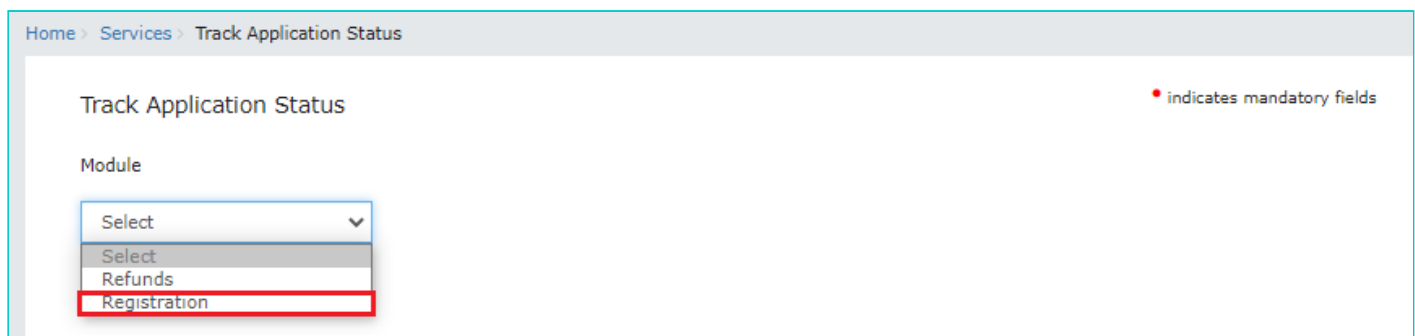 Home › Services › Track Application Status
Track Application Status
• indicates mandatory fields
Module
Select
Select
Refunds
Registration